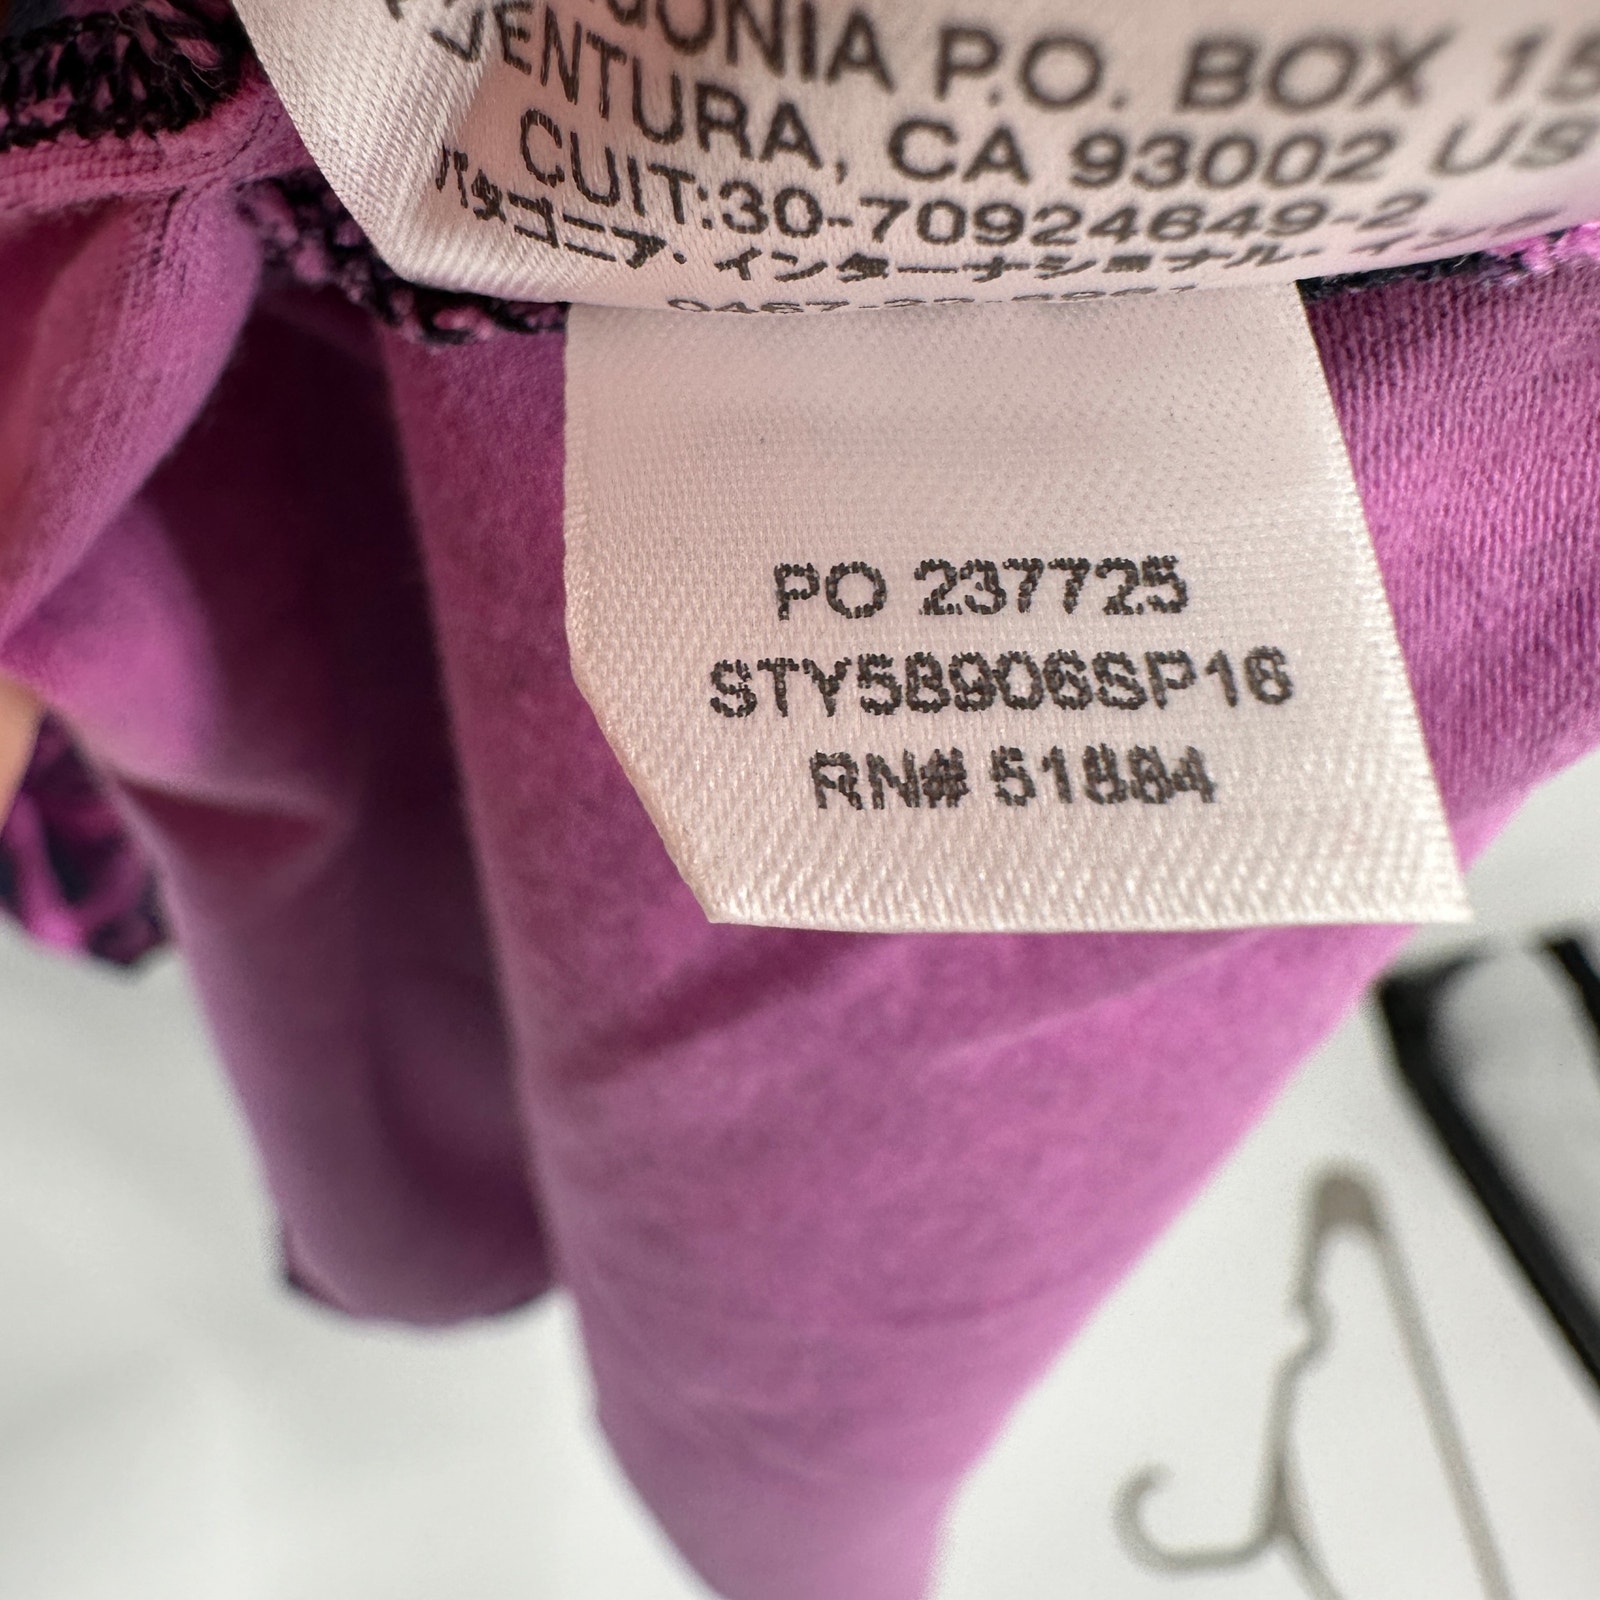 P.O. BOX 15
VENTURA, CA 93002 US
CUIT:30-70924649-2
パタゴニア・インターナショナル・イン
PO 237725
STY58906SP16
RN# 51884